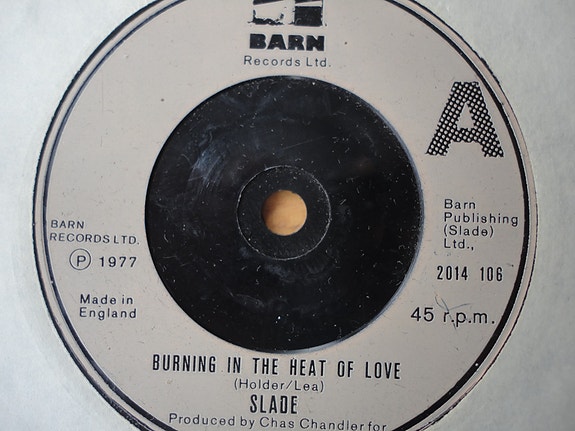 BARN
Records Ltd.
A
BARN
RECORDS LTD.
Ⓟ 1977
Made in
England
Barn
Publishing
(Slade)
Ltd.,
2014 106
45 r.p.m.
BURNING IN THE HEAT OF LOVE
(Holder/Lea)
SLADE
Produced by Chas Chandler for